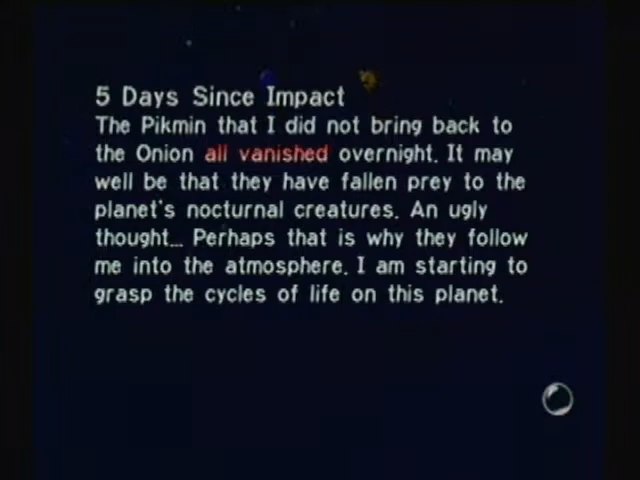 5 Days Since Impact
The Pikmin that I did not bring back to
the Onion all vanished overnight. It may
well be that they have fallen prey to the
planet's nocturnal creatures. An ugly
thought... Perhaps that is why they follow
me into the atmosphere. I am starting to
grasp the cycles of life on this planet.